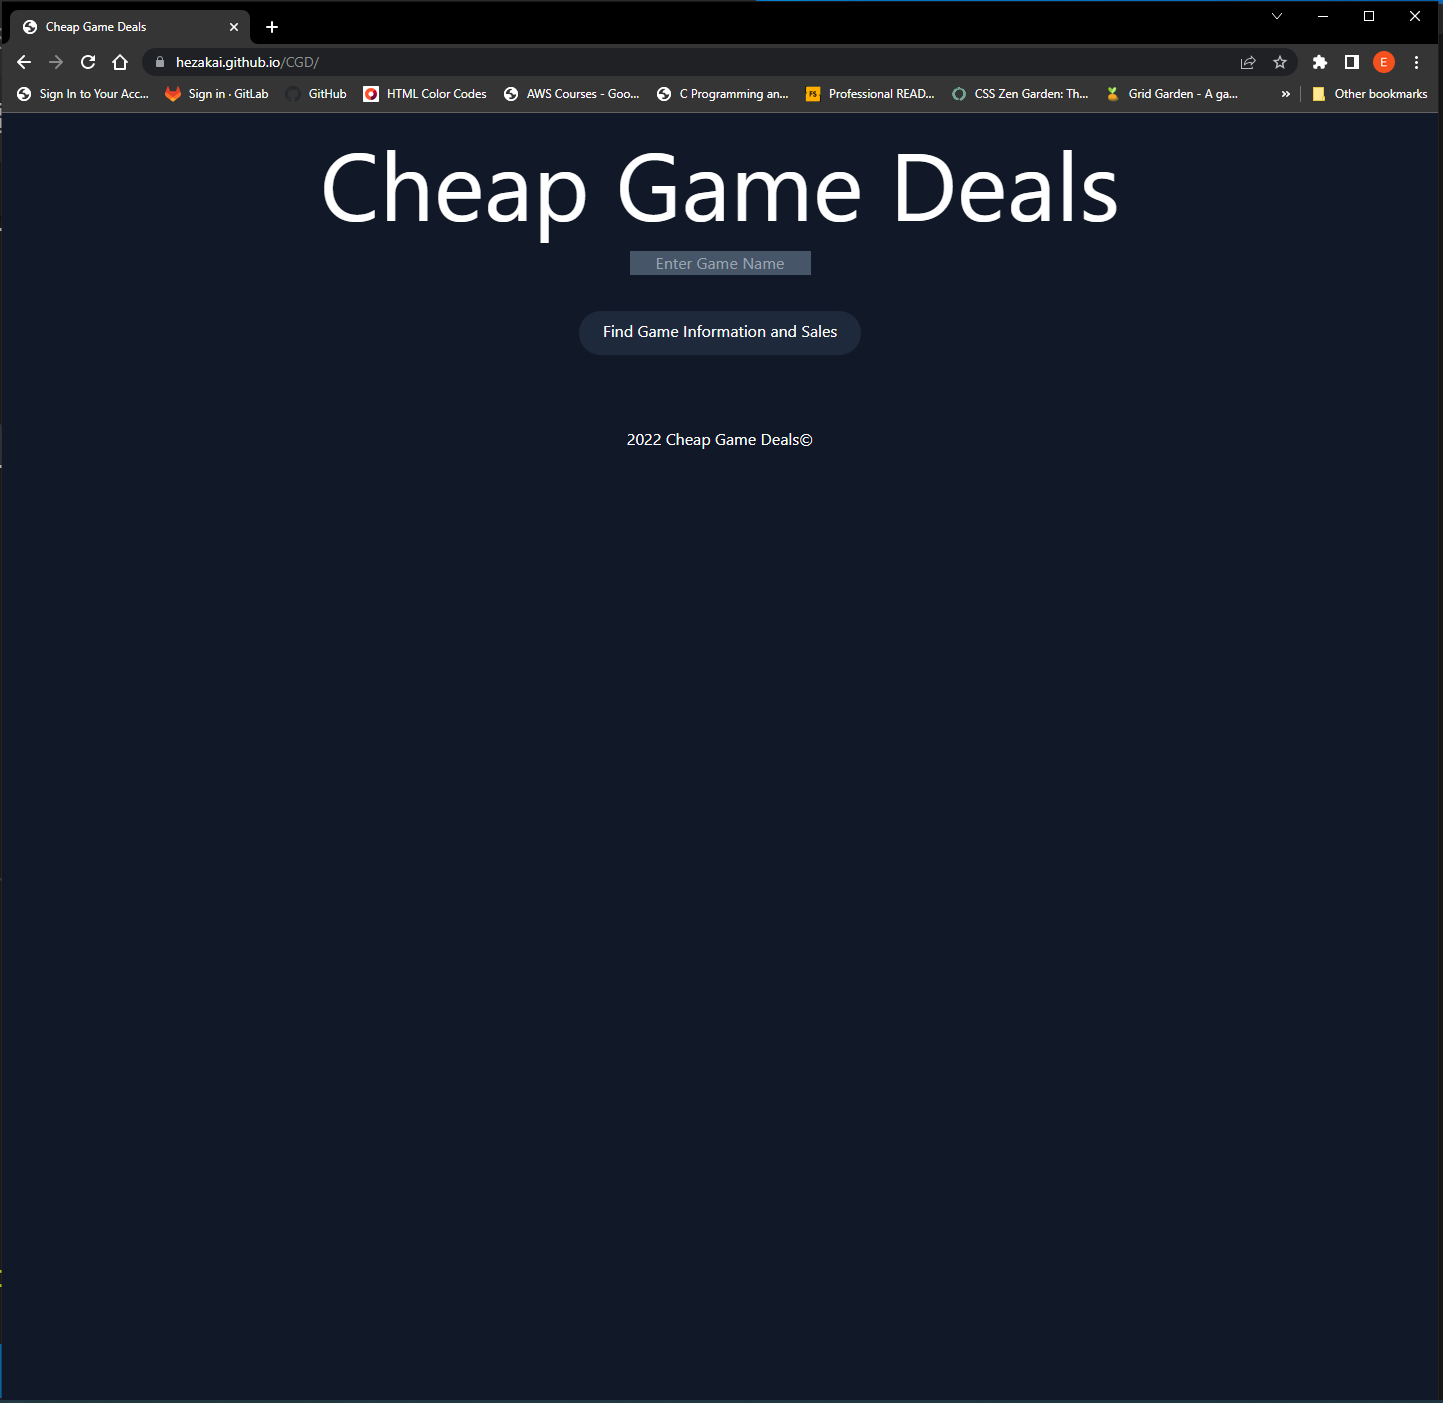 Cheap Game Deals
hezakai.github.io/CGD/
E
Sign In to Your Acc... Sign in · GitLab GitHub HTML Color Codes AWS Courses - Goo... C Programming an... FS Professional READ... CSS Zen Garden: Th... Grid Garden - A ga... » Other bookmarks
Cheap Game Deals
Enter Game Name
Find Game Information and Sales
2022 Cheap Game Deals©